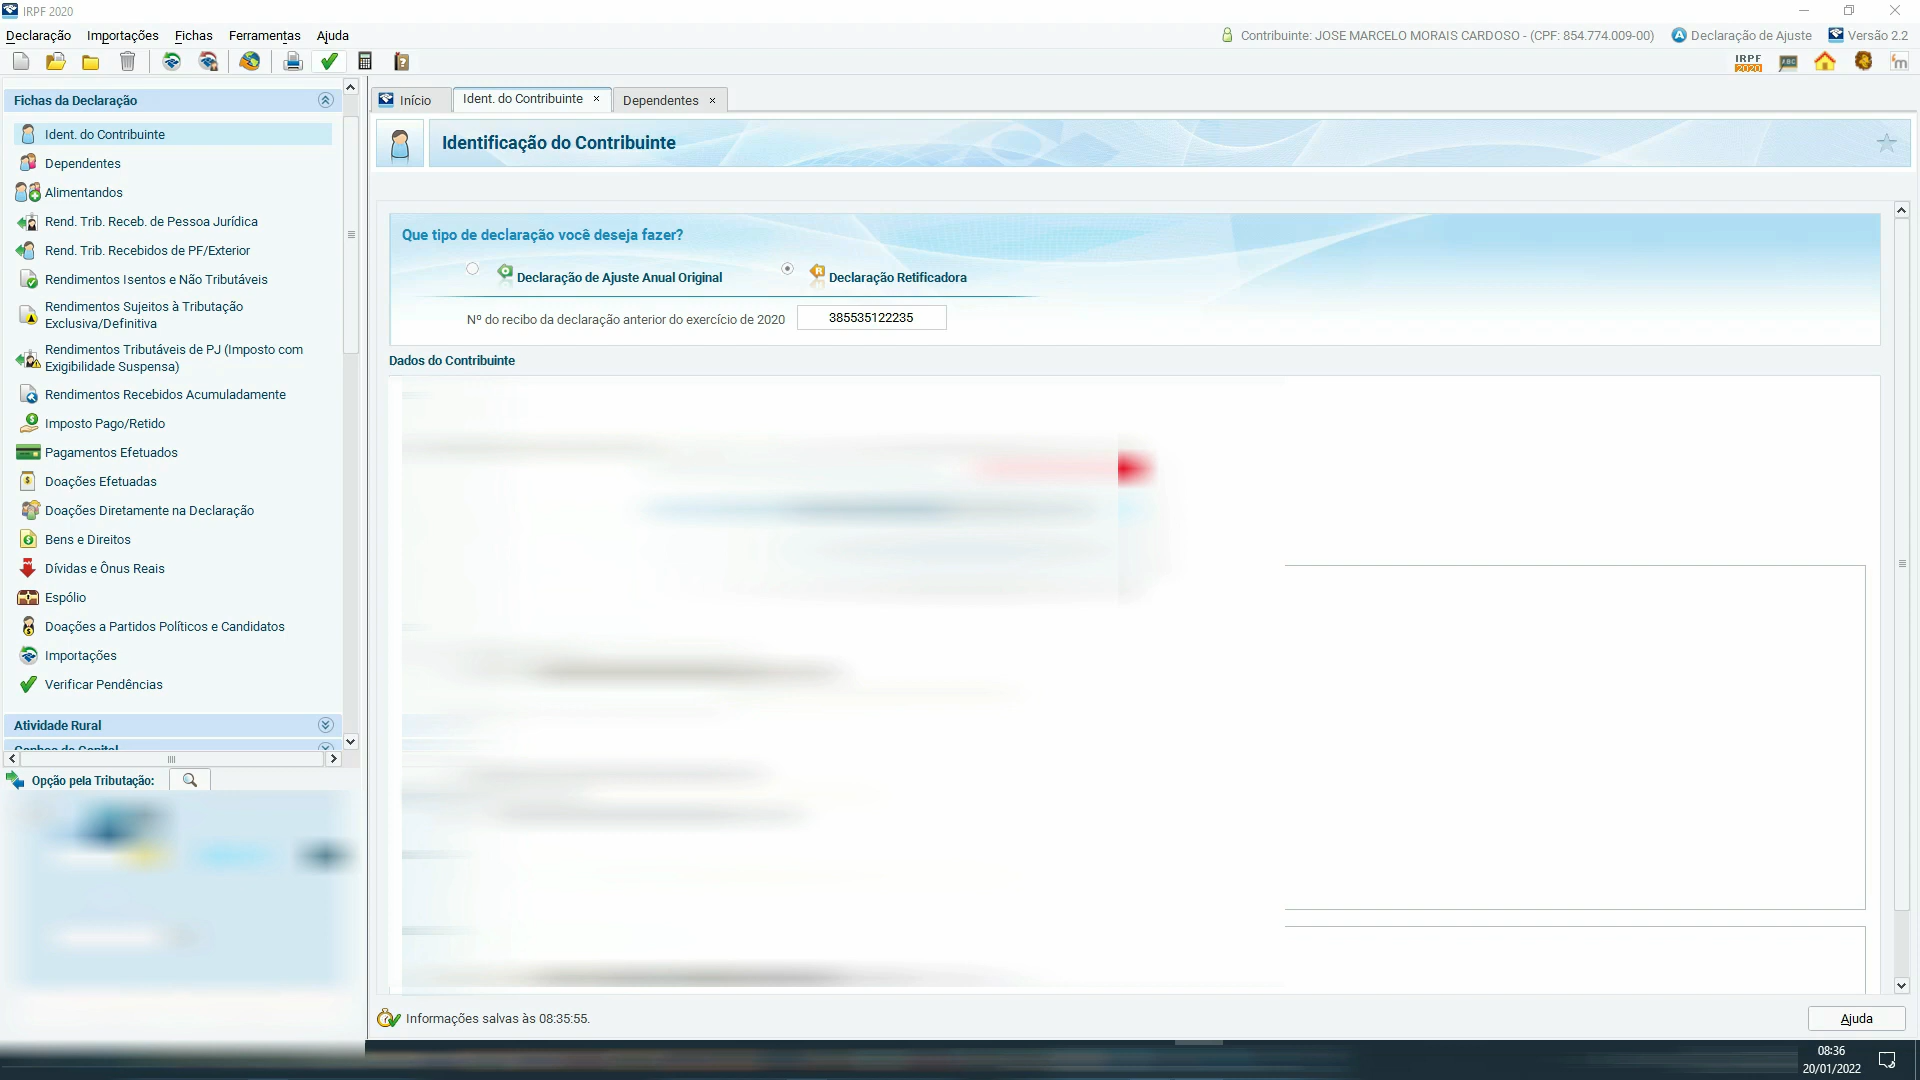 IRPF 2020
Declaração Importações Fichas Ferramentas Ajuda
Contribuinte: JOSE MARCELO MORAIS CARDOSO - (CPF: 854.774.009-00) Declaração de Ajuste Versão 2.2
IRPF
2020
ABC
m
Fichas da Declaração
Ident. do Contribuinte
Dependentes
Alimentandos
Rend. Trib. Receb. de Pessoa Jurídica
Rend. Trib. Recebidos de PF/Exterior
Rendimentos Isentos e Não Tributáveis
Rendimentos Sujeitos à Tributação
Exclusiva/Definitiva
Rendimentos Tributáveis de PJ (Imposto com
Exigibilidade Suspensa)
Rendimentos Recebidos Acumuladamente
Imposto Pago/Retido
Pagamentos Efetuados
Doações Efetuadas
Doações Diretamente na Declaração
Bens e Direitos
Dívidas e Ônus Reais
Espólio
Doações a Partidos Políticos e Candidatos
Importações
Verificar Pendências
Atividade Rural
Ganhos de Capital
Opção pela Tributação:
Início Ident. do Contribuinte × Dependentes ×
Identificação do Contribuinte
Que tipo de declaração você deseja fazer?
Declaração de Ajuste Anual Original Declaração Retificadora
Nº do recibo da declaração anterior do exercício de 2020 385535122235
Dados do Contribuinte
Informações salvas às 08:35:55.
Ajuda
08:36
20/01/2022